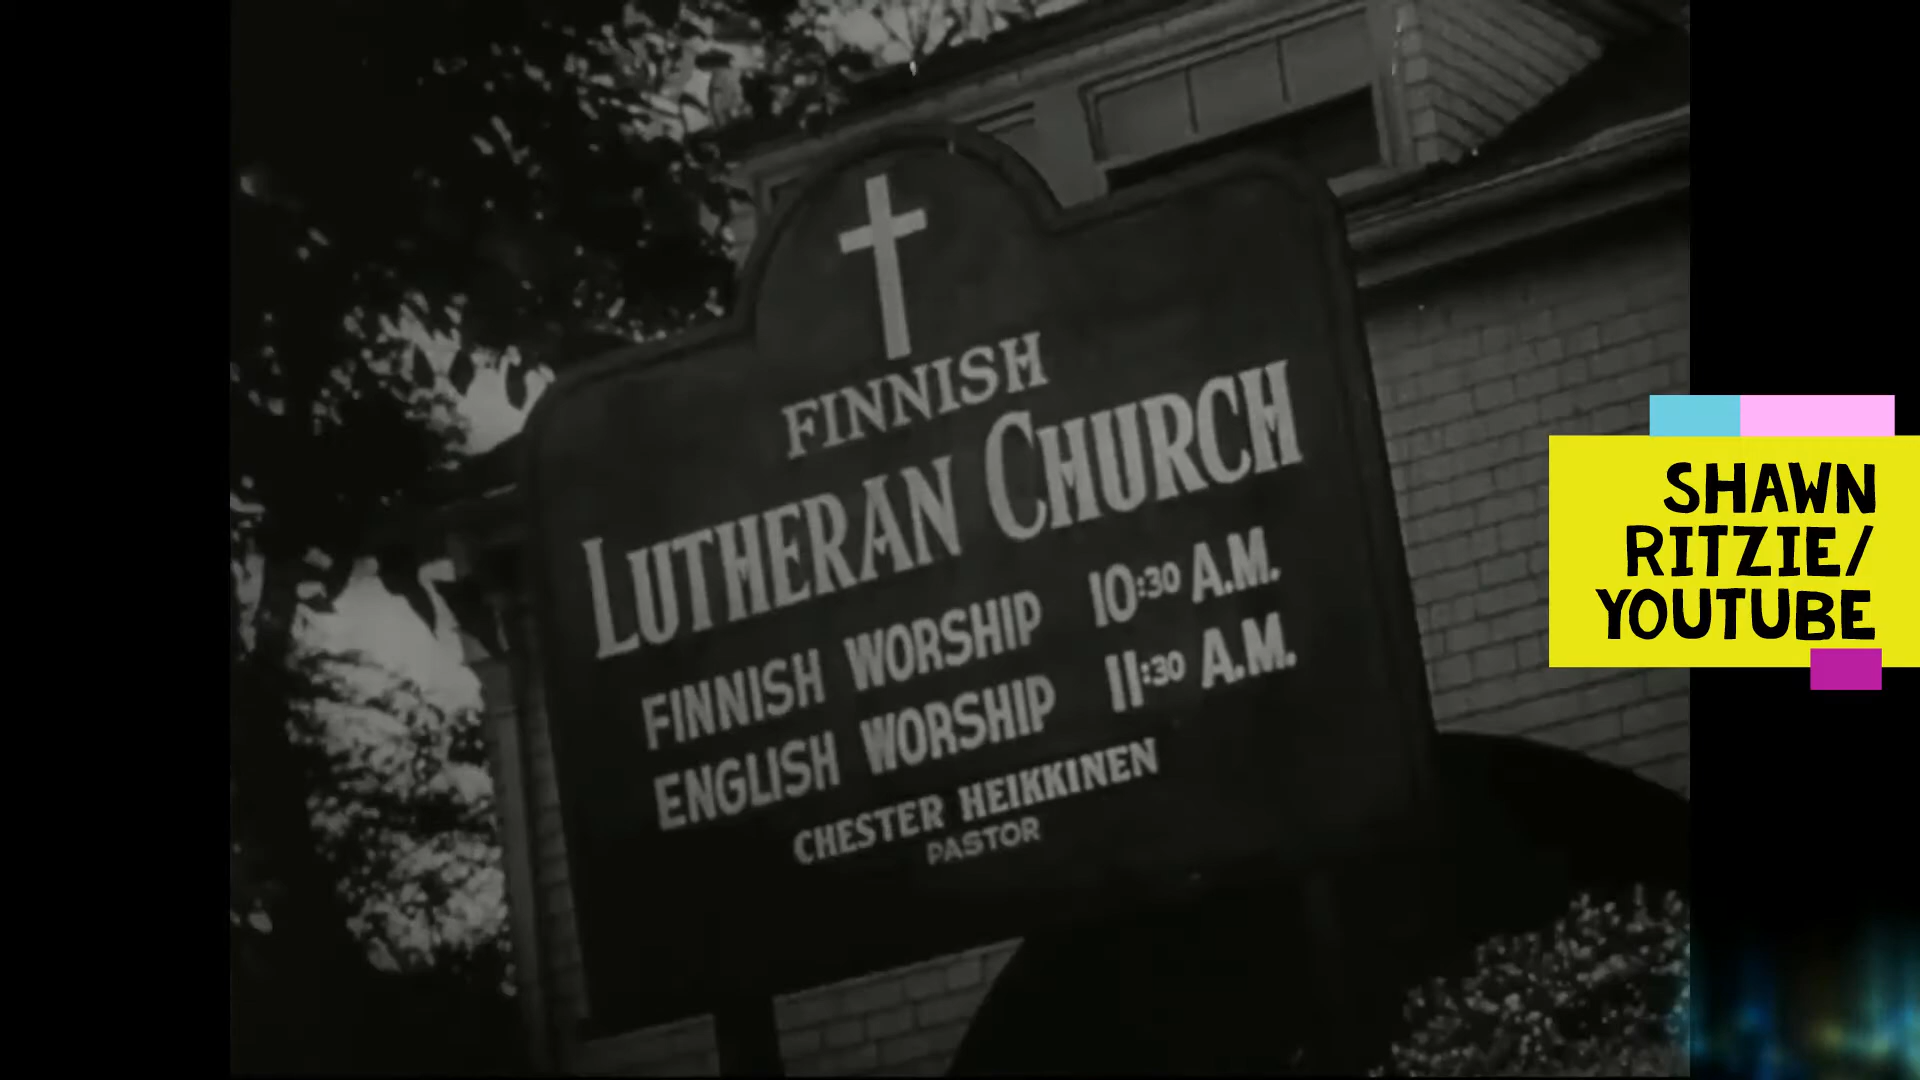 FINNISH
LUTHERAN CHURCH
FINNISH WORSHIP 10:30 A.M.
ENGLISH WORSHIP 11:30 A.M.
CHESTER HEIKKINEN
PASTOR
SHAWN
RITZIE/
YOUTUBE